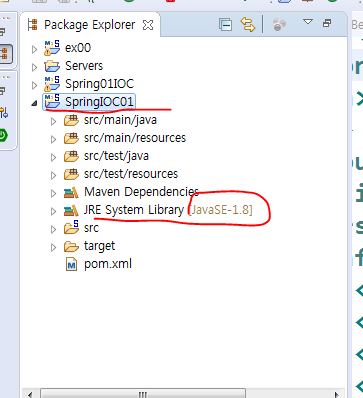 Package Explorer
ex00
Servers
Spring01IOC
SpringIOC01
src/main/java
src/main/resources
src/test/java
src/test/resources
Maven Dependencies
JRE System Library [JavaSE-1.8]
src
target
pom.xml